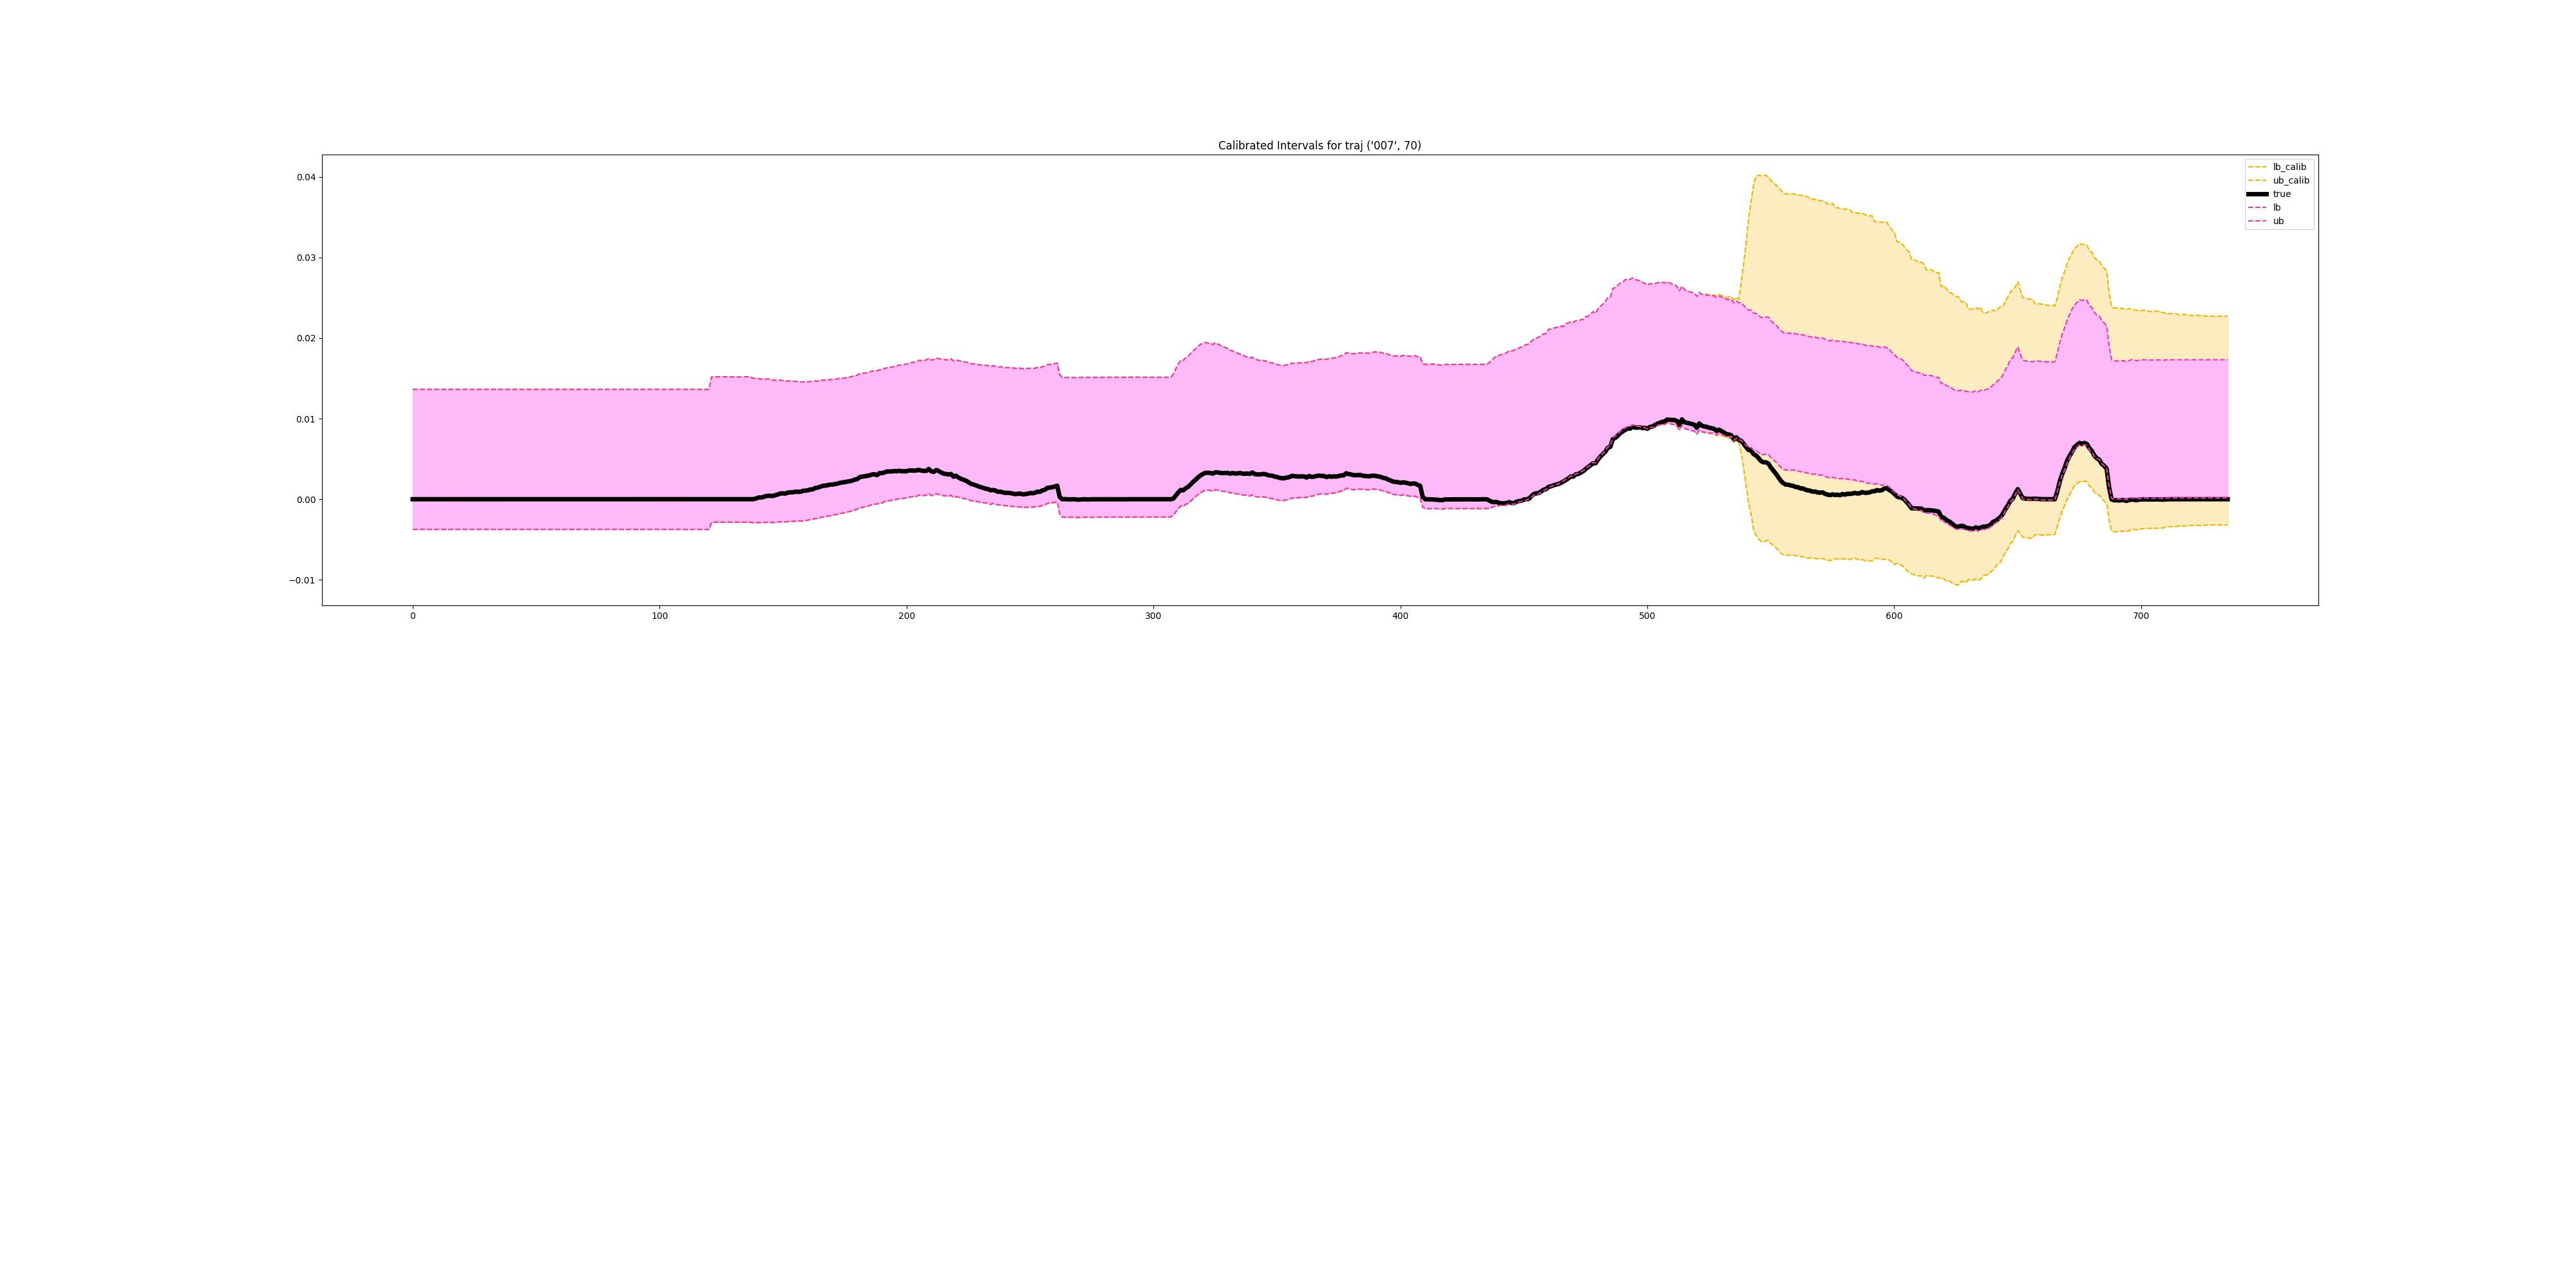 Calibrated Intervals for traj ('007', 70)
lb_calib
ub_calib
true
lb
ub
0.04
0.03
0.02
0.01
0.00
−0.01
0 100 200 300 400 500 600 700